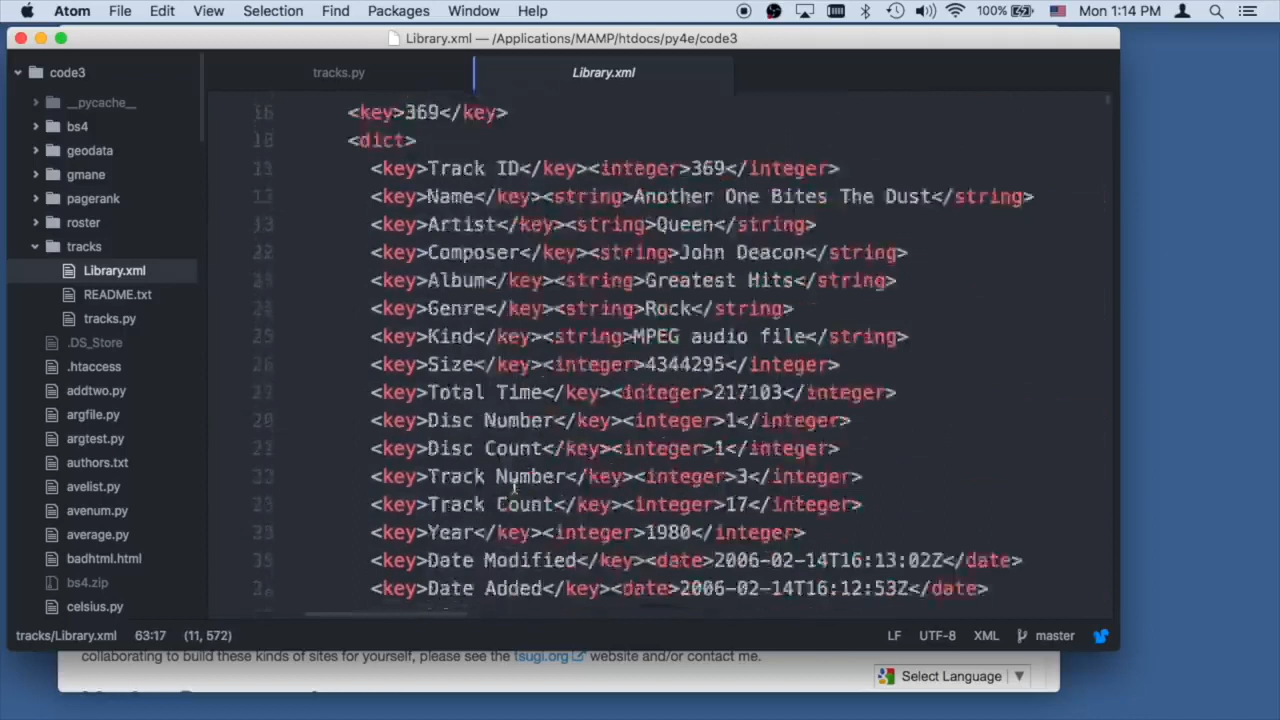 Atom File Edit View Selection Find Packages Window Help 100% Mon 1:14 PM
Library.xml — /Applications/MAMP/htdocs/py4e/code3
code3
__pycache__
bs4
geodata
gmane
pagerank
roster
tracks
Library.xml
README.txt
tracks.py
.DS_Store
.htaccess
addtwo.py
argfile.py
argtest.py
authors.txt
avelist.py
avenum.py
average.py
badhtml.html
bs4.zip
celsius.py
tracks.py Library.xml
<key>369</key>
<dict>
<key>Track ID</key><integer>369</integer>
<key>Name</key><string>Another One Bites The Dust</string>
<key>Artist</key><string>Queen</string>
<key>Composer</key><string>John Deacon</string>
<key>Album</key><string>Greatest Hits</string>
<key>Genre</key><string>Rock</string>
<key>Kind</key><string>MPEG audio file</string>
<key>Size</key><integer>4344295</integer>
<key>Total Time</key><integer>217103</integer>
<key>Disc Number</key><integer>1</integer>
<key>Disc Count</key><integer>1</integer>
<key>Track Number</key><integer>3</integer>
<key>Track Count</key><integer>17</integer>
<key>Year</key><integer>1980</integer>
<key>Date Modified</key><date>2006-02-14T16:13:02Z</date>
<key>Date Added</key><date>2006-02-14T16:12:53Z</date>
tracks/Library.xml 63:17 (11, 572) LF UTF-8 XML master
collaborating to build these kinds of sites for yourself, please see the tsugi.org website and/or contact me.
Select Language